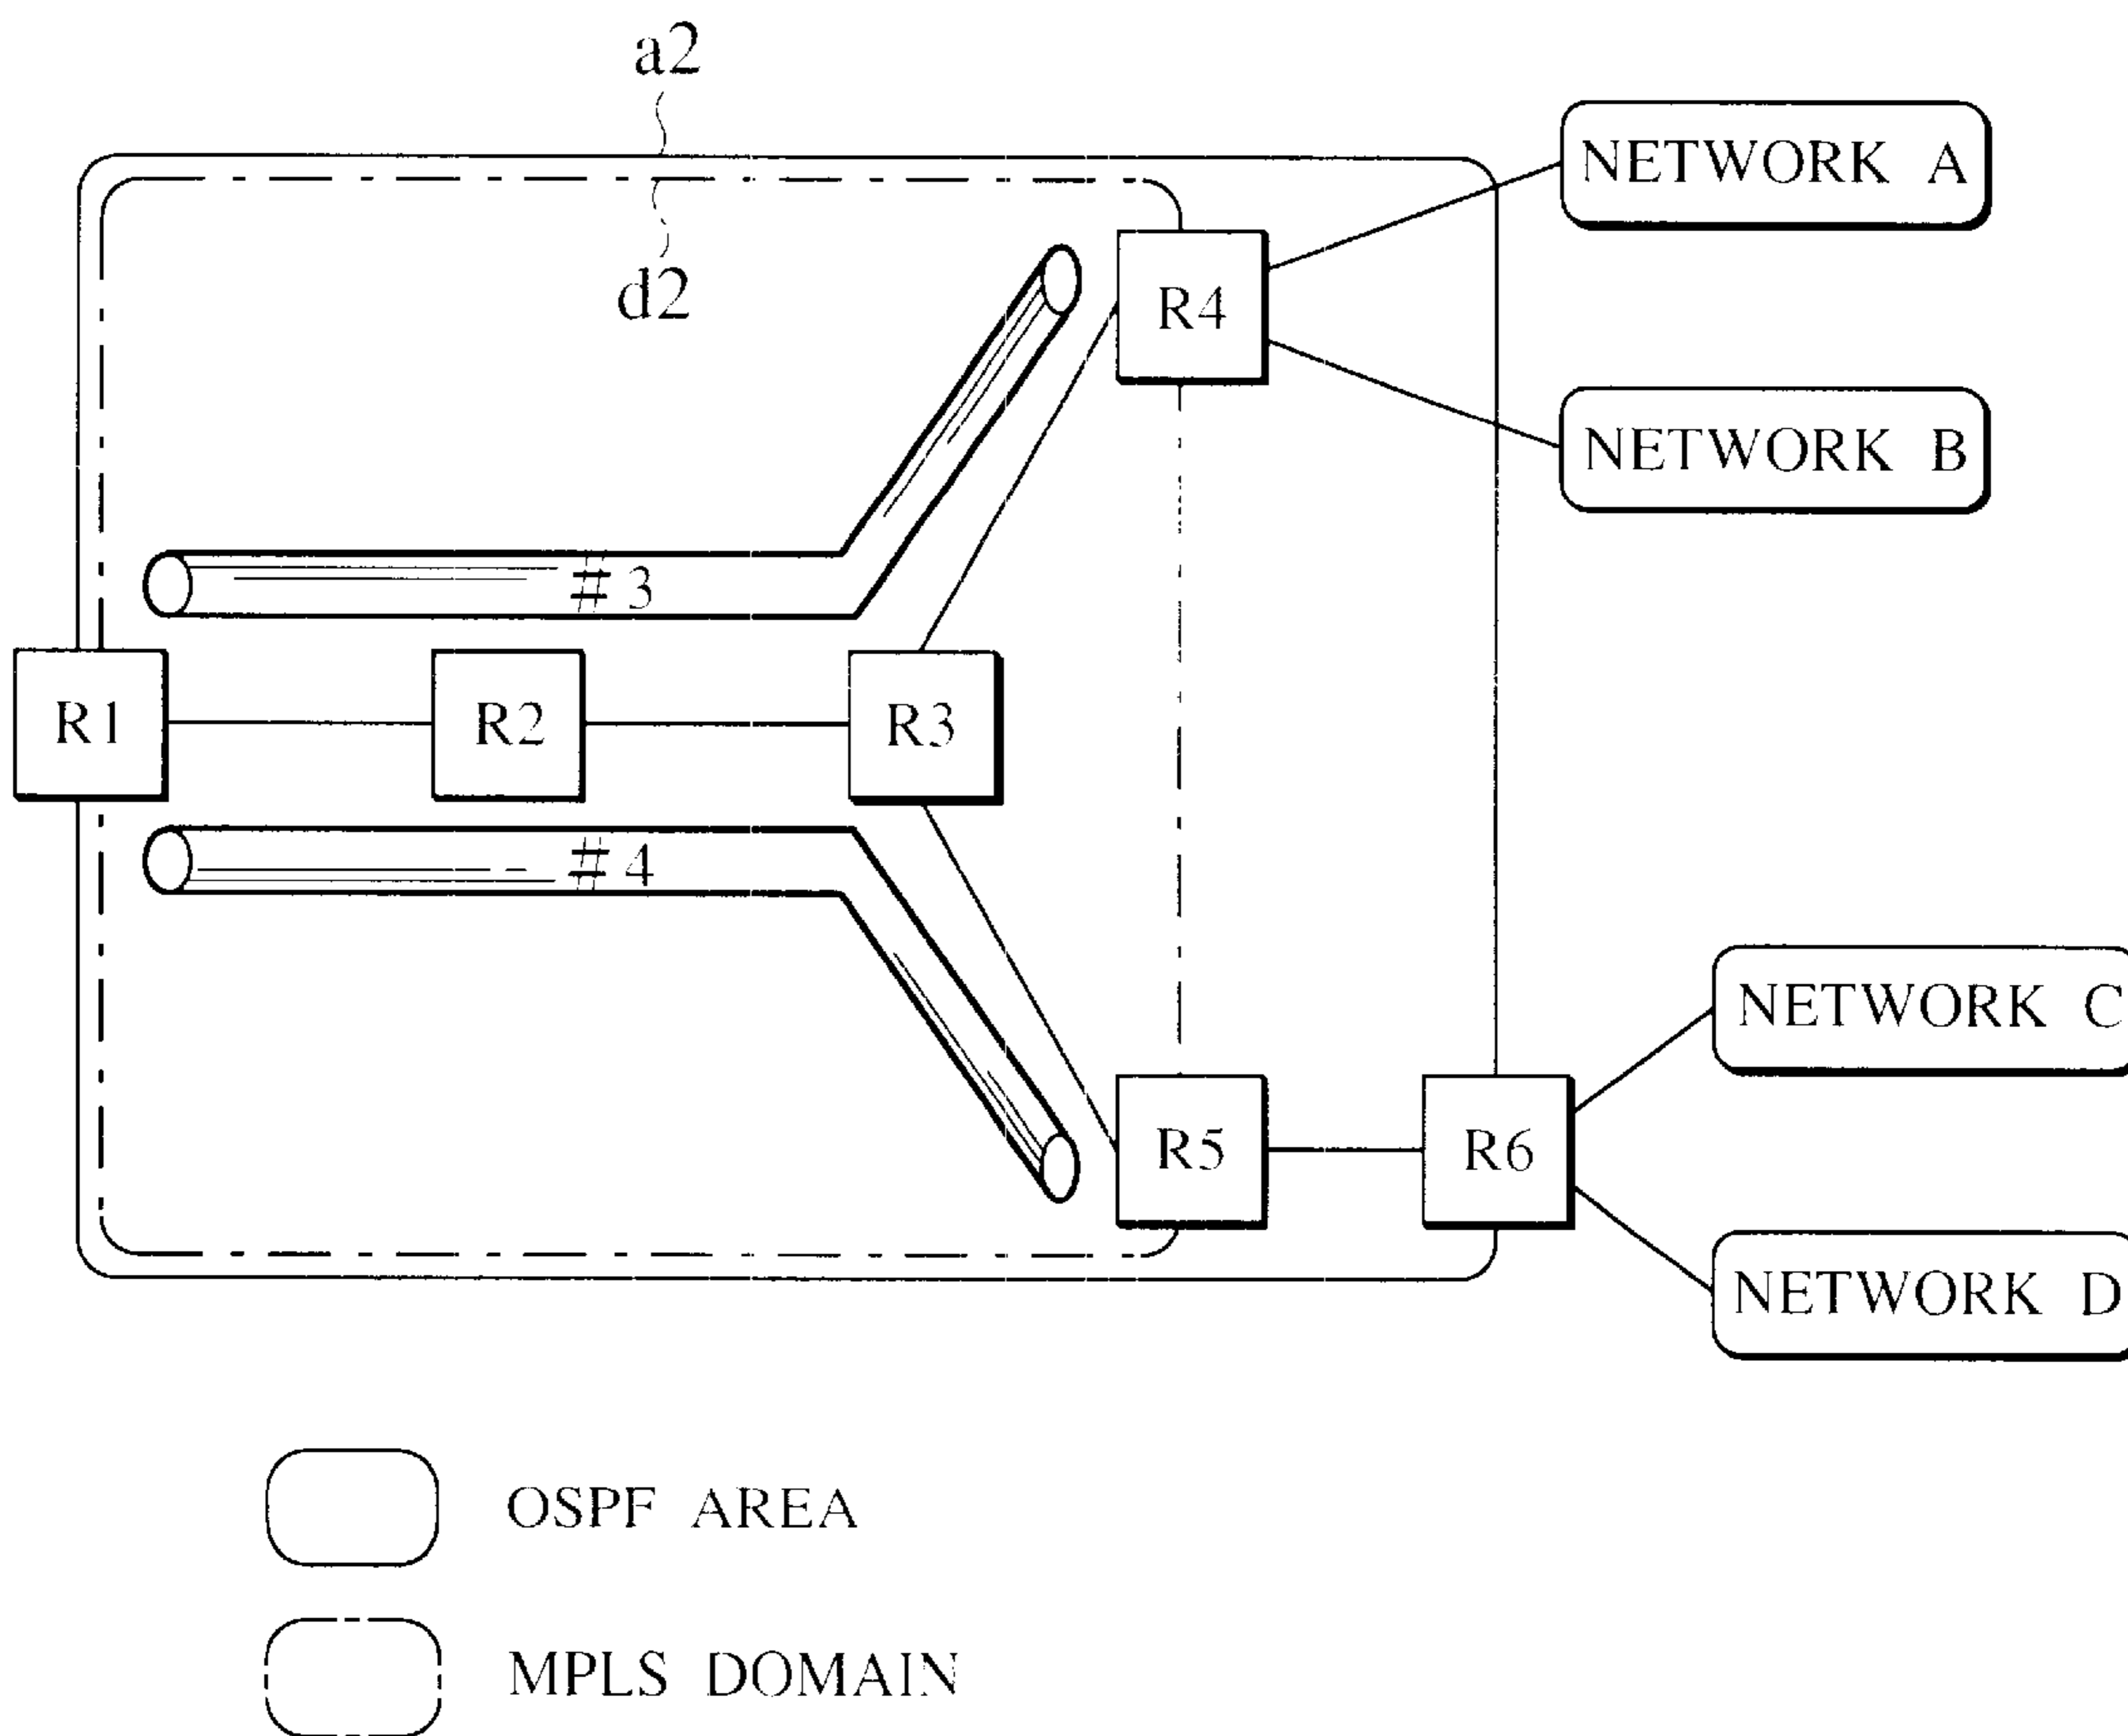 a2
NETWORK A
d2
R4
NETWORK B
#3
R1
R2
R3
#4
NETWORK C
R5
R6
NETWORK D
OSPF AREA
MPLS DOMAIN